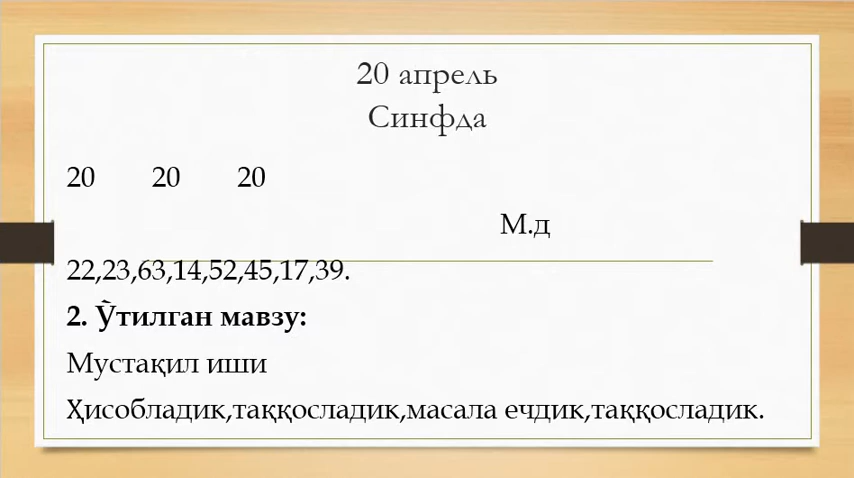 20 апрель
Синфда
20 20 20
М.д
22,23,63,14,52,45,17,39.
2. Ўтилган мавзу:
Мустақил иши
Ҳисобладик,таққосладик,масала ечдик,таққосладик.